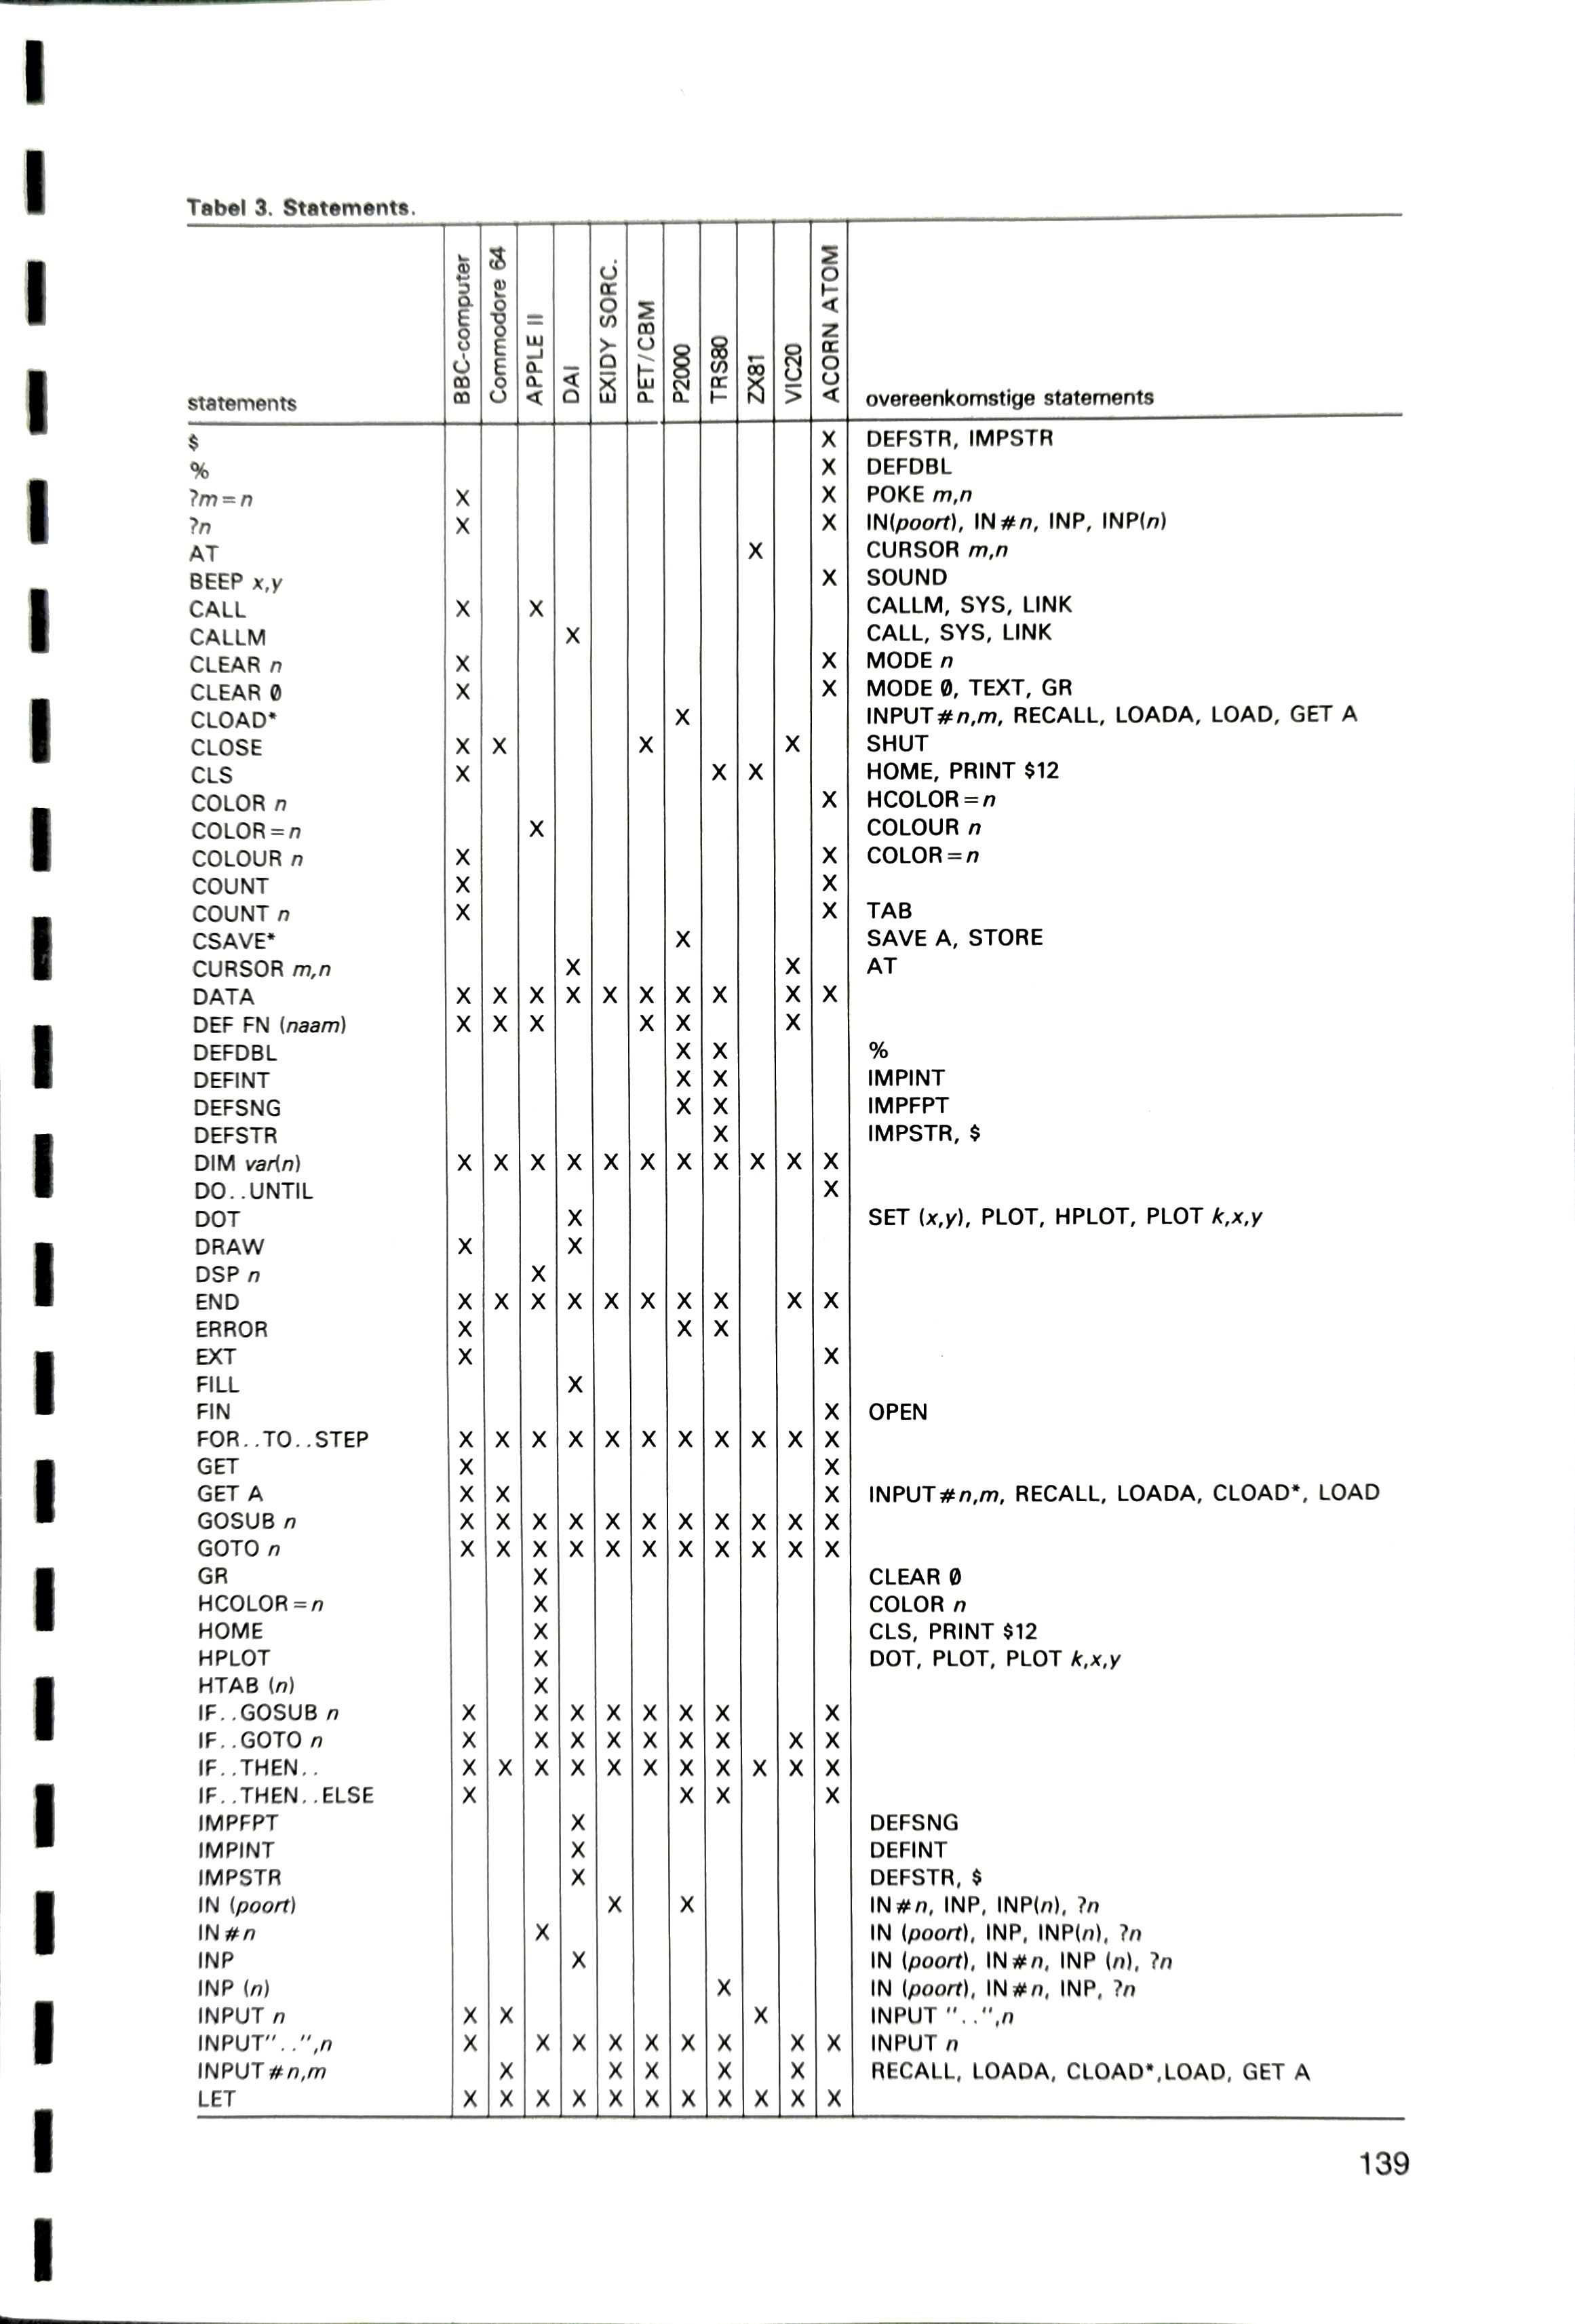 Tabel 3. Statements.
statements BBC-computer Commodore 64 APPLE II DAI EXIDY SORC. PET/CBM P2000 TRS80 ZX81 VIC20 ACORN ATOM overeenkomstige statements
$ X DEFSTR, IMPSTR
% X DEFDBL
?m=n X X POKE m,n
?n X X IN(poort), IN#n, INP, INP(n)
AT X CURSOR m,n
BEEP x,y X SOUND
CALL X X CALLM, SYS, LINK
CALLM X CALL, SYS, LINK
CLEAR n X X MODE n
CLEAR 0 X X MODE 0, TEXT, GR
CLOAD* X INPUT#n,m, RECALL, LOADA, LOAD, GET A
CLOSE X X X X SHUT
CLS X X X HOME, PRINT $12
COLOR n X HCOLOR=n
COLOR=n X COLOUR n
COLOUR n X X COLOR=n
COUNT X X
COUNT n X X TAB
CSAVE* X SAVE A, STORE
CURSOR m,n X X AT
DATA X X X X X X X X X X
DEF FN (naam) X X X X X X
DEFDBL X X %
DEFINT X X IMPINT
DEFSNG X X IMPFPT
DEFSTR X IMPSTR, $
DIM var(n) X X X X X X X X X X X
DO..UNTIL X
DOT X SET (x,y), PLOT, HPLOT, PLOT k,x,y
DRAW X X
DSP n X
END X X X X X X X X X X
ERROR X X X
EXT X X
FILL X
FIN X OPEN
FOR..TO..STEP X X X X X X X X X X X
GET X X
GET A X X X INPUT#n,m, RECALL, LOADA, CLOAD*, LOAD
GOSUB n X X X X X X X X X X X
GOTO n X X X X X X X X X X X
GR X CLEAR 0
HCOLOR=n X COLOR n
HOME X CLS, PRINT $12
HPLOT X DOT, PLOT, PLOT k,x,y
HTAB (n) X
IF..GOSUB n X X X X X X X X
IF..GOTO n X X X X X X X X X
IF..THEN.. X X X X X X X X X X X
IF..THEN..ELSE X X X X
IMPFPT X DEFSNG
IMPINT X DEFINT
IMPSTR X DEFSTR, $
IN (poort) X X IN#n, INP, INP(n), ?n
IN#n X IN (poort), INP, INP(n), ?n
INP X IN (poort), IN#n, INP (n), ?n
INP (n) X IN (poort), IN#n, INP, ?n
INPUT n X X X INPUT "..",n
INPUT"..",n X X X X X X X X X INPUT n
INPUT#n,m X X X X X RECALL, LOADA, CLOAD*,LOAD, GET A
LET X X X X X X X X X X X
139